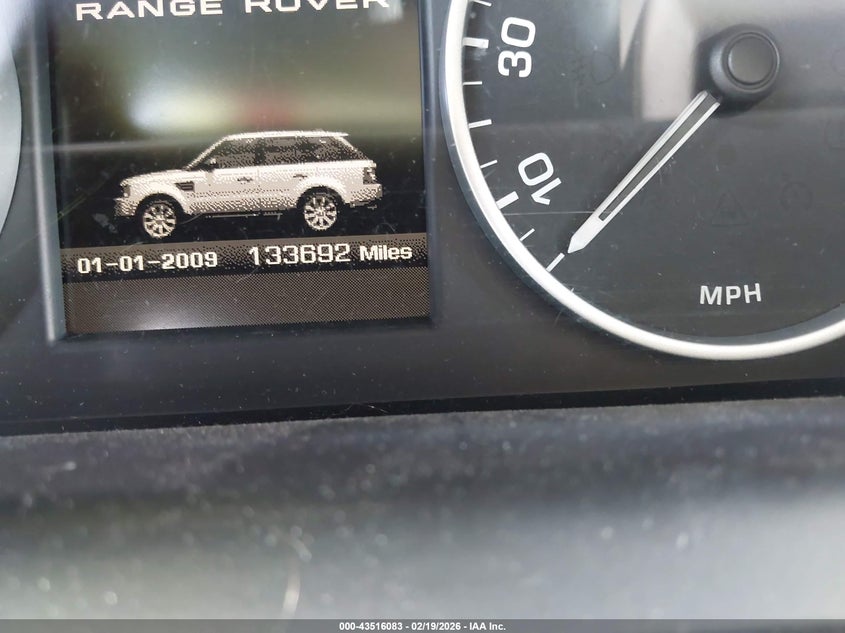 RANGE ROVER
01-01-2009 133692 Miles
30
10
MPH
000-43516083 - 02/19/2026 - IAA Inc.